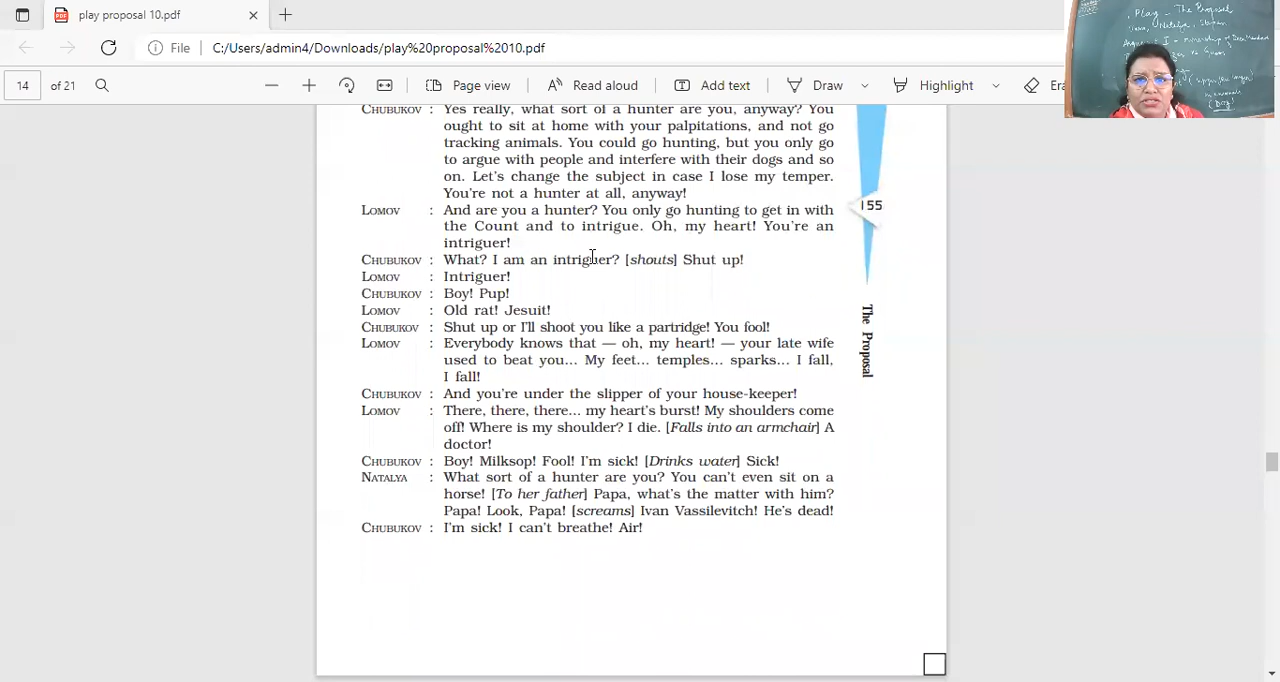 play proposal 10.pdf
File C:/Users/admin4/Downloads/play%20proposal%2010.pdf
14 of 21 Page view Read aloud Add text Draw Highlight Era
Play - The Proposal
CHUBUKOV : Yes really, what sort of a hunter are you, anyway? You
ought to sit at home with your palpitations, and not go
tracking animals. You could go hunting, but you only go
to argue with people and interfere with their dogs and so
on. Let's change the subject in case I lose my temper.
You're not a hunter at all, anyway!
LOMOV : And are you a hunter? You only go hunting to get in with
the Count and to intrigue. Oh, my heart! You're an
intriguer!
CHUBUKOV : What? I am an intriguer? [shouts] Shut up!
LOMOV : Intriguer!
CHUBUKOV : Boy! Pup!
LOMOV : Old rat! Jesuit!
CHUBUKOV : Shut up or I'll shoot you like a partridge! You fool!
LOMOV : Everybody knows that — oh, my heart! — your late wife
used to beat you... My feet... temples... sparks... I fall,
I fall!
CHUBUKOV : And you're under the slipper of your house-keeper!
LOMOV : There, there, there... my heart's burst! My shoulders come
off! Where is my shoulder? I die. [Falls into an armchair] A
doctor!
CHUBUKOV : Boy! Milksop! Fool! I'm sick! [Drinks water] Sick!
NATALYA : What sort of a hunter are you? You can't even sit on a
horse! [To her father] Papa, what's the matter with him?
Papa! Look, Papa! [screams] Ivan Vassilevitch! He's dead!
CHUBUKOV : I'm sick! I can't breathe! Air!
155
The Proposal